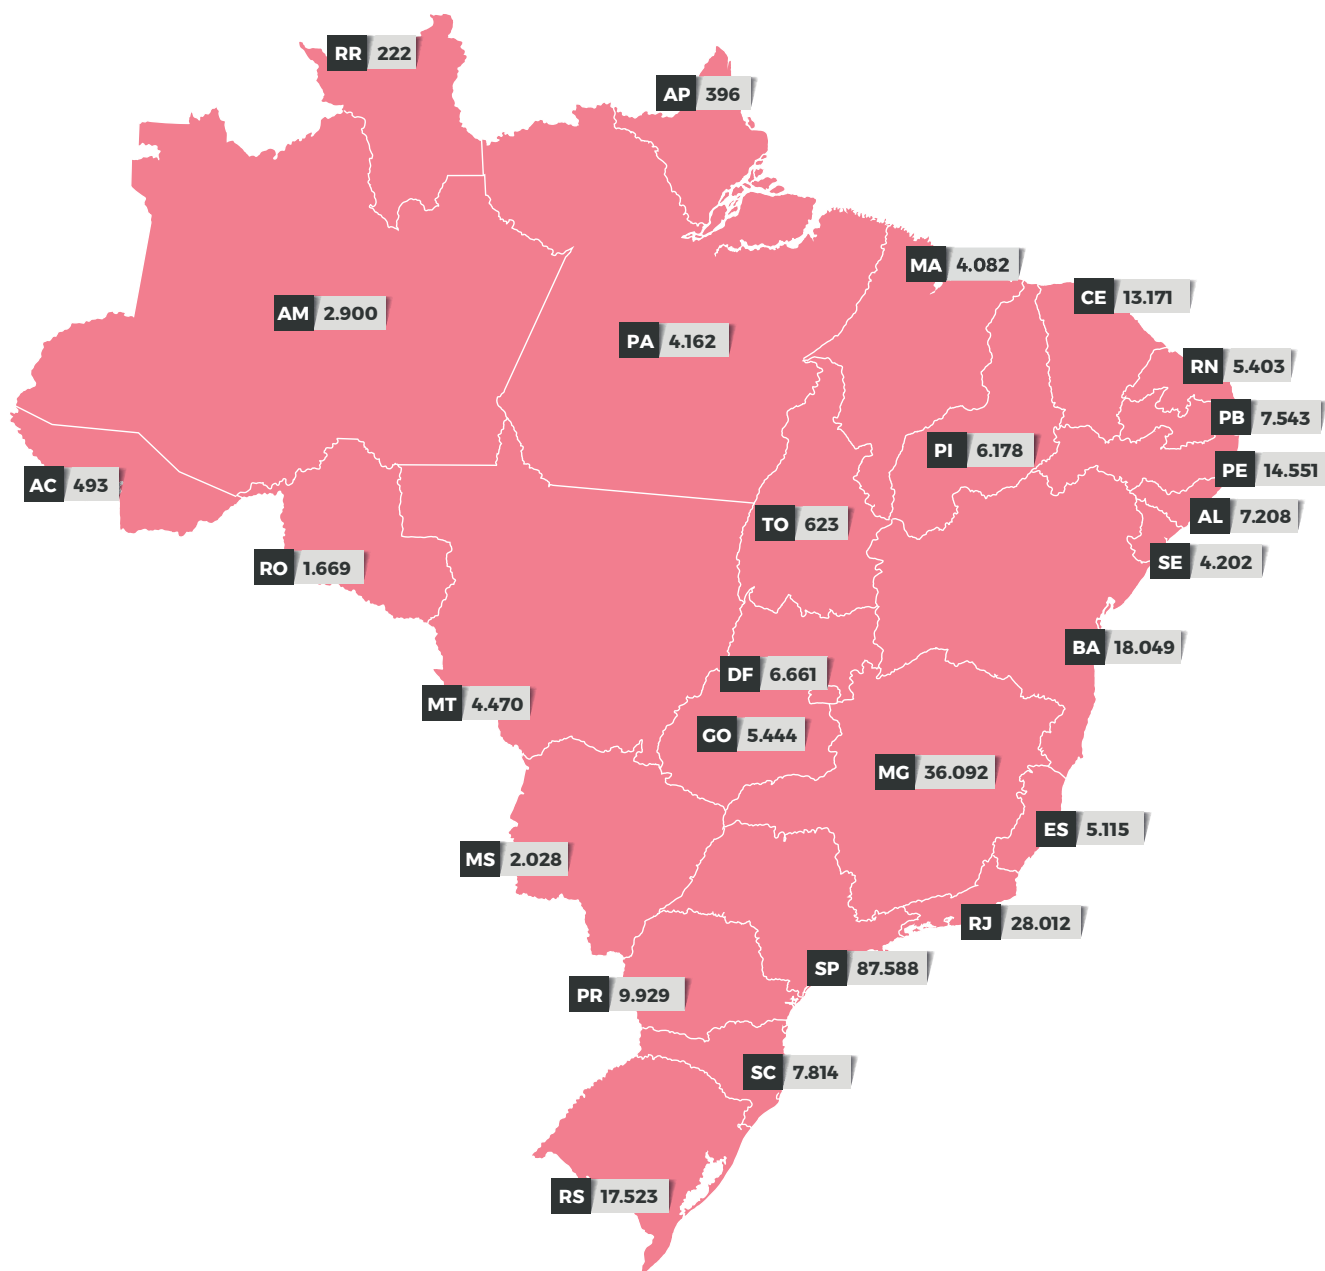 RR 222
AP 396
MA 4.082
CE 13.171
AM 2.900
PA 4.162
RN 5.403
PB 7.543
PI 6.178
PE 14.551
AC 493
AL 7.208
TO 623
SE 4.202
RO 1.669
BA 18.049
DF 6.661
MT 4.470
GO 5.444
MG 36.092
ES 5.115
MS 2.028
RJ 28.012
SP 87.588
PR 9.929
SC 7.814
RS 17.523